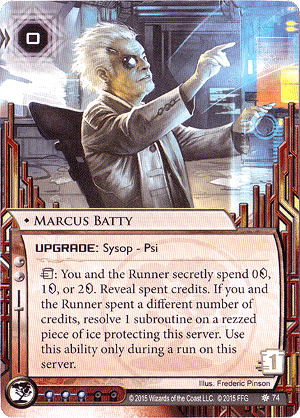 0
♦ MARCUS BATTY
UPGRADE: Sysop - Psi
: You and the Runner secretly spend 0,
1, or 2. Reveal spent credits. If you and
the Runner spent a different number of
credits, resolve 1 subroutine on a rezzed
piece of ice protecting this server. Use
this ability only during a run on this
server.
1
Illus. Frederic Pinson
© 2015 Wizards of the Coast LLC. © 2015 FFG 74